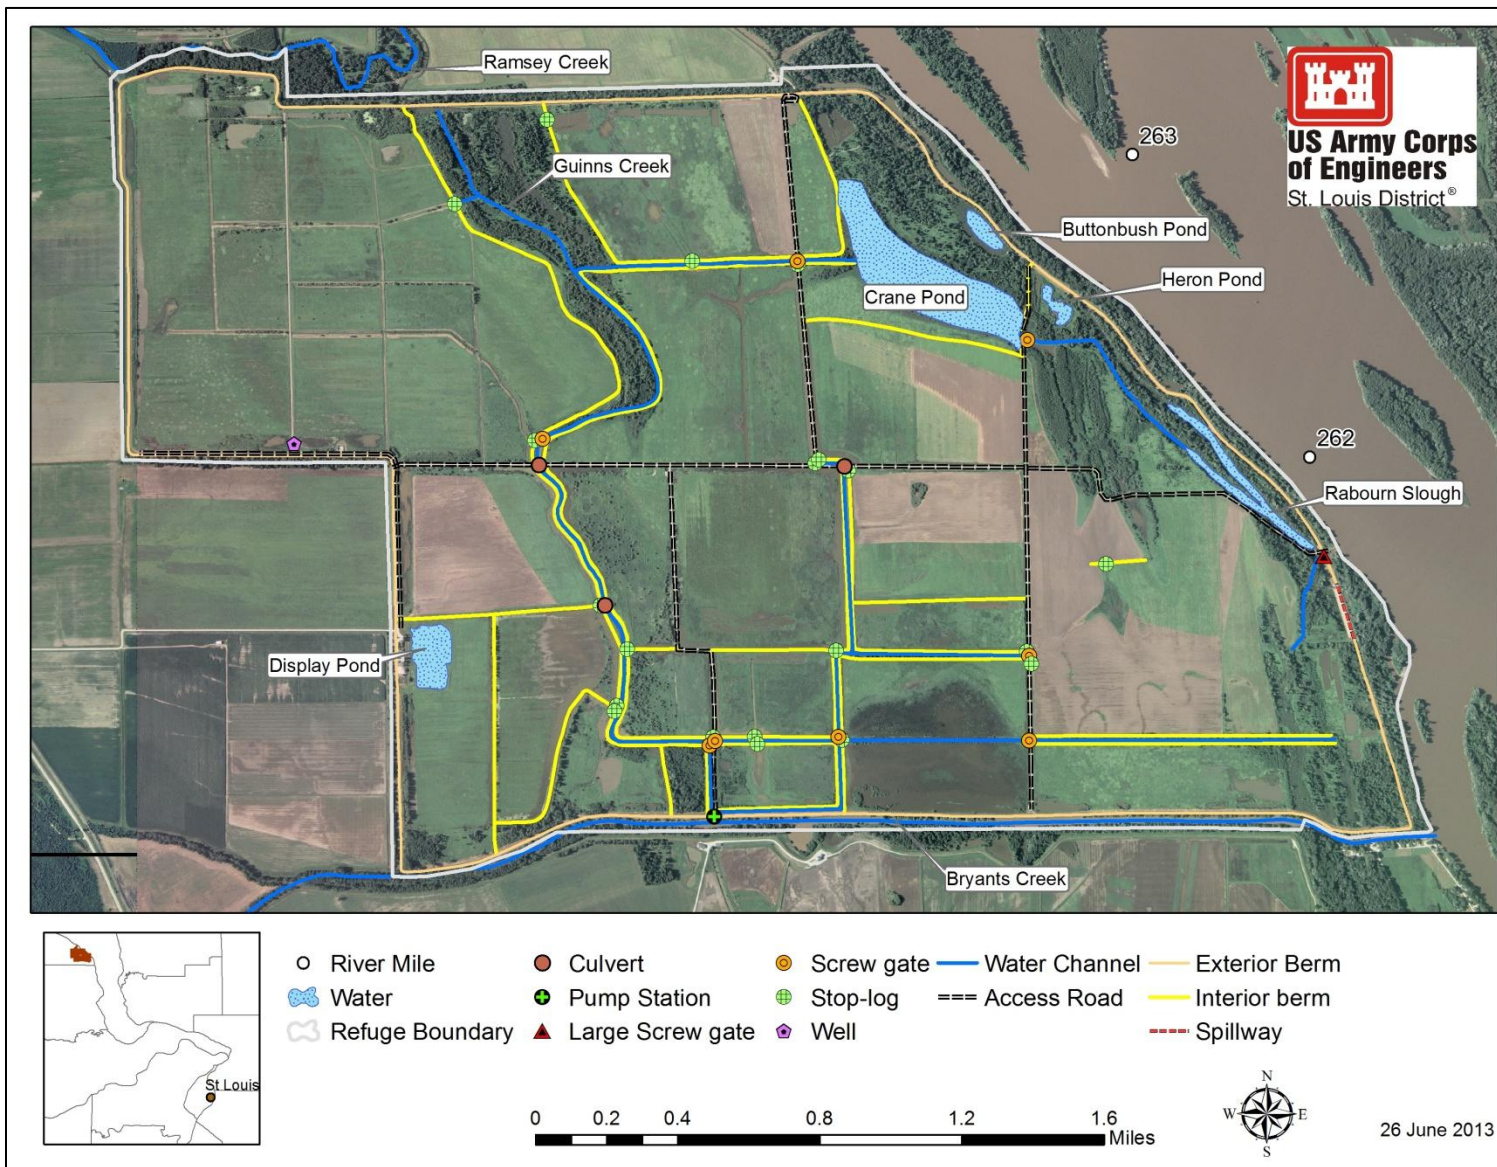 Ramsey Creek
US Army Corps
of Engineers
St. Louis District®
263
Guinns Creek
Buttonbush Pond
Heron Pond
Crane Pond
262
Rabourn Slough
Display Pond
Bryants Creek
River Mile
Culvert
Screw gate
Water Channel
Exterior Berm
Water
Pump Station
Stop-log
Access Road
Interior berm
Refuge Boundary
Large Screw gate
Well
Spillway
St Louis
0 0.2 0.4 0.8 1.2 1.6
Miles
N
W E
S
26 June 2013